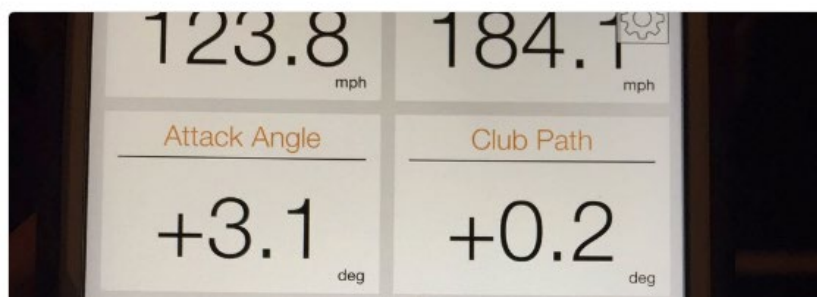 123.8 184.1
mph mph
Attack Angle Club Path
+3.1 +0.2
deg deg